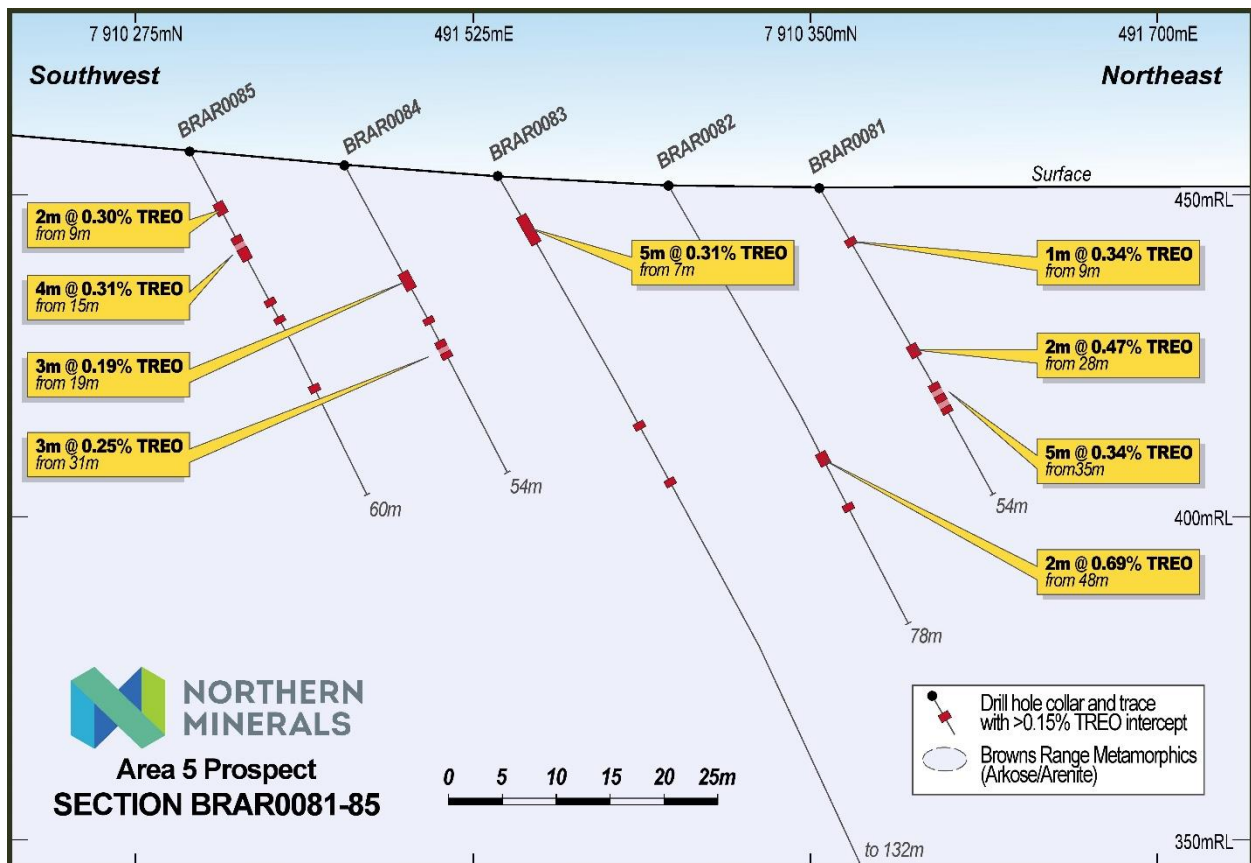 7 910 275mN
491 525mE
7 910 350mN
491 700mE
Southwest
Northeast
BRAR0085
BRAR0084
BRAR0083
BRAR0082
BRAR0081
Surface
450mRL
2m @ 0.30% TREO
from 9m
4m @ 0.31% TREO
from 15m
3m @ 0.19% TREO
from 19m
3m @ 0.25% TREO
from 31m
5m @ 0.31% TREO
from 7m
1m @ 0.34% TREO
from 9m
2m @ 0.47% TREO
from 28m
5m @ 0.34% TREO
from35m
2m @ 0.69% TREO
from 48m
60m
54m
54m
400mRL
78m
to 132m
350mRL
NORTHERN
MINERALS
Area 5 Prospect
SECTION BRAR0081-85
0 5 10 15 20 25m
Drill hole collar and trace
with >0.15% TREO intercept
Browns Range Metamorphics
(Arkose/Arenite)